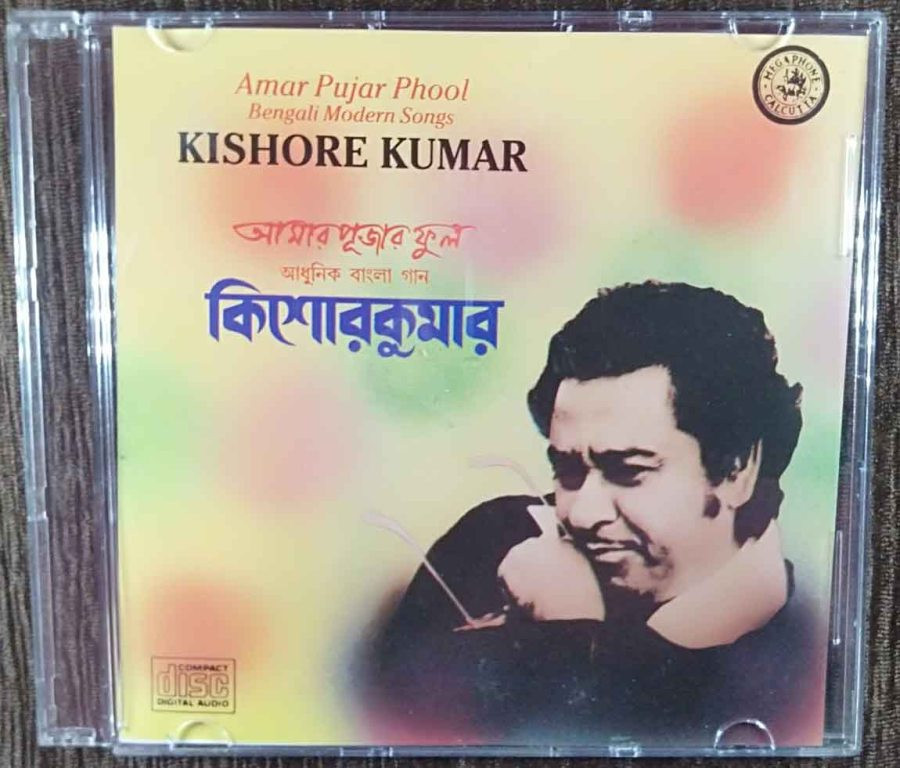 Amar Pujar Phool
Bengali Modern Songs
KISHORE KUMAR
MEGAPHONE
CALCUTTA
আমার পূজার ফুল
আধুনিক বাংলা গান
কিশোরকুমার
COMPACT
disc
DIGITAL AUDIO